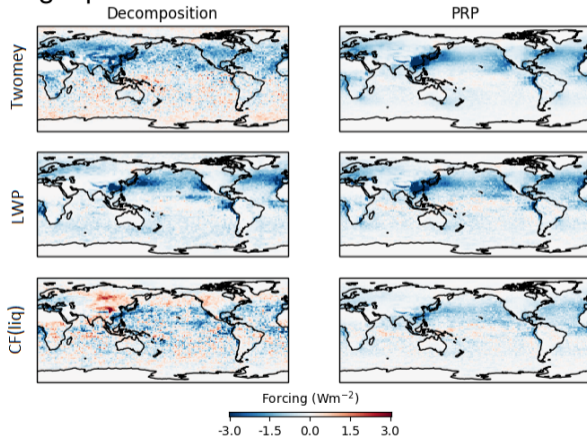 Decomposition PRP
Twomey
LWP
CF(liq)
Forcing (Wm⁻²)
-3.0 -1.5 0.0 1.5 3.0